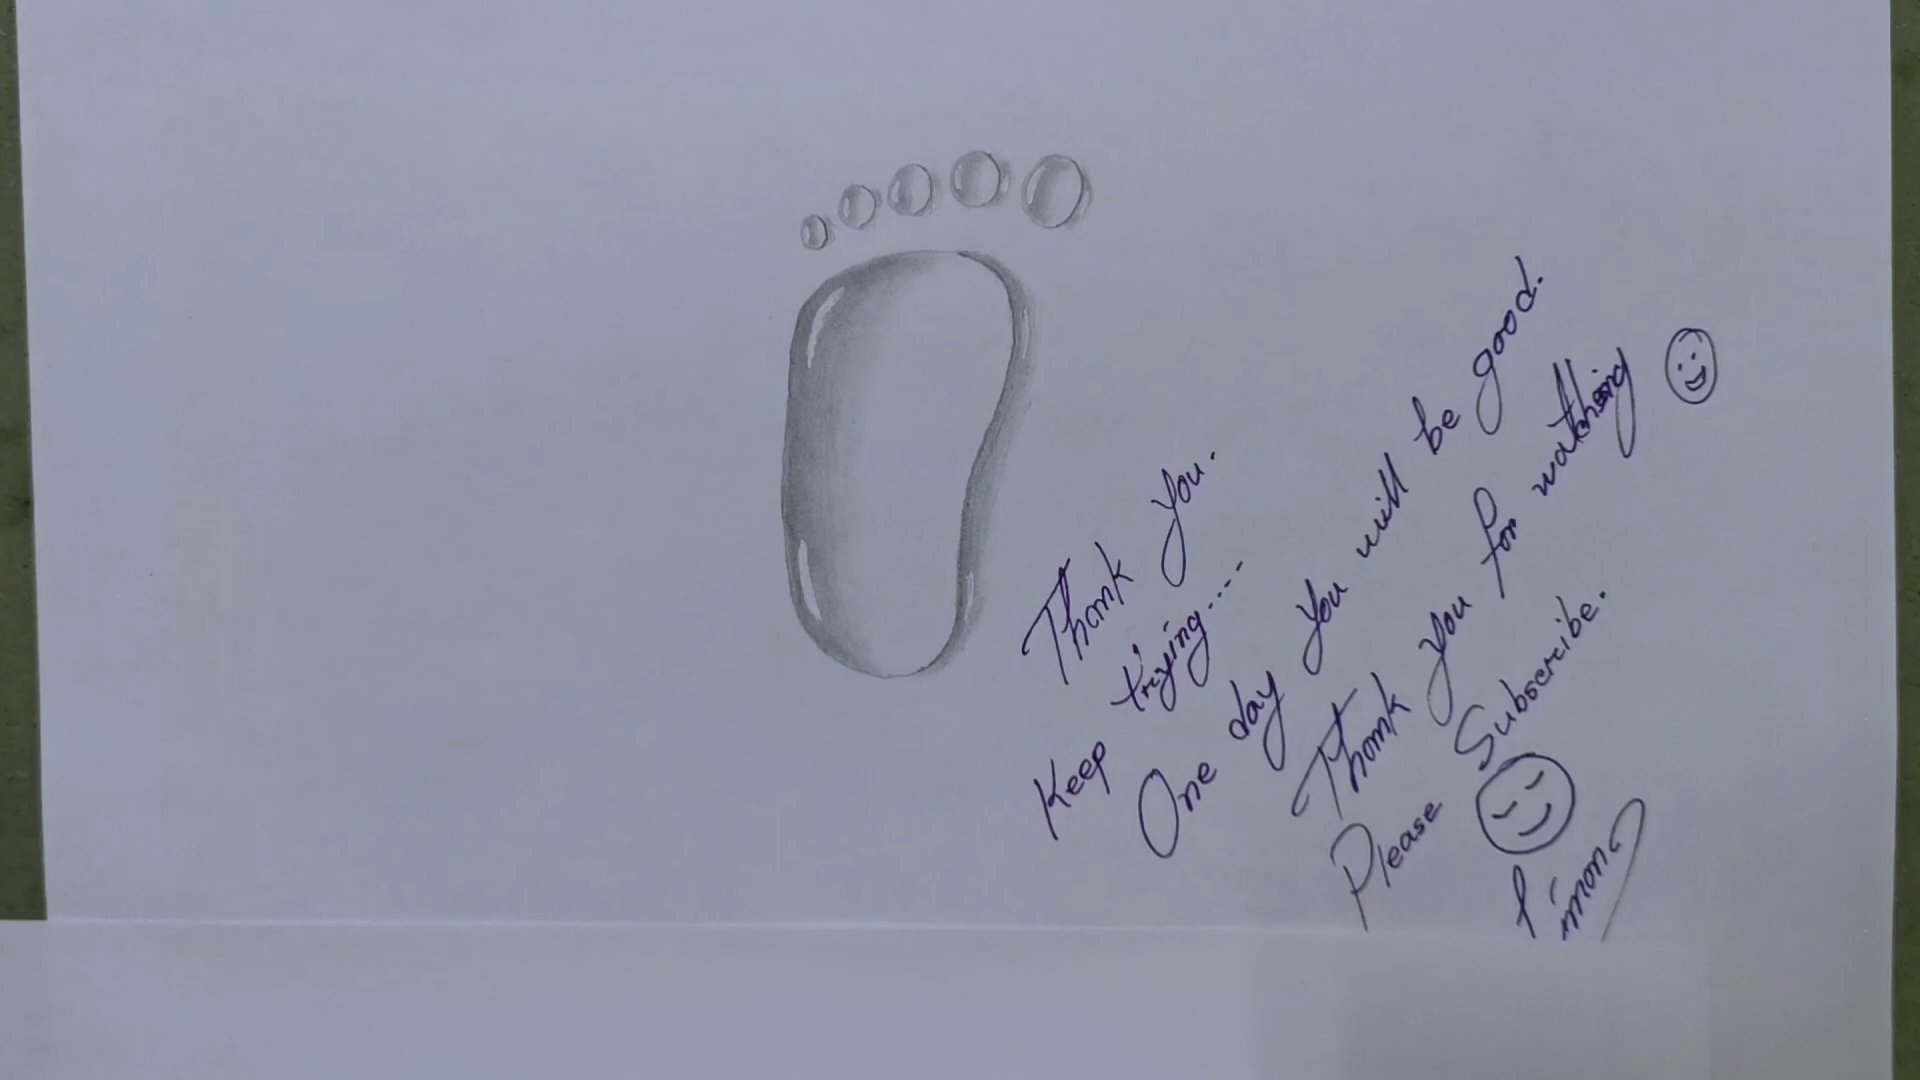 Thank you.
Keep trying....
One day you will be good.
Thank you for watching
Please Subscribe.